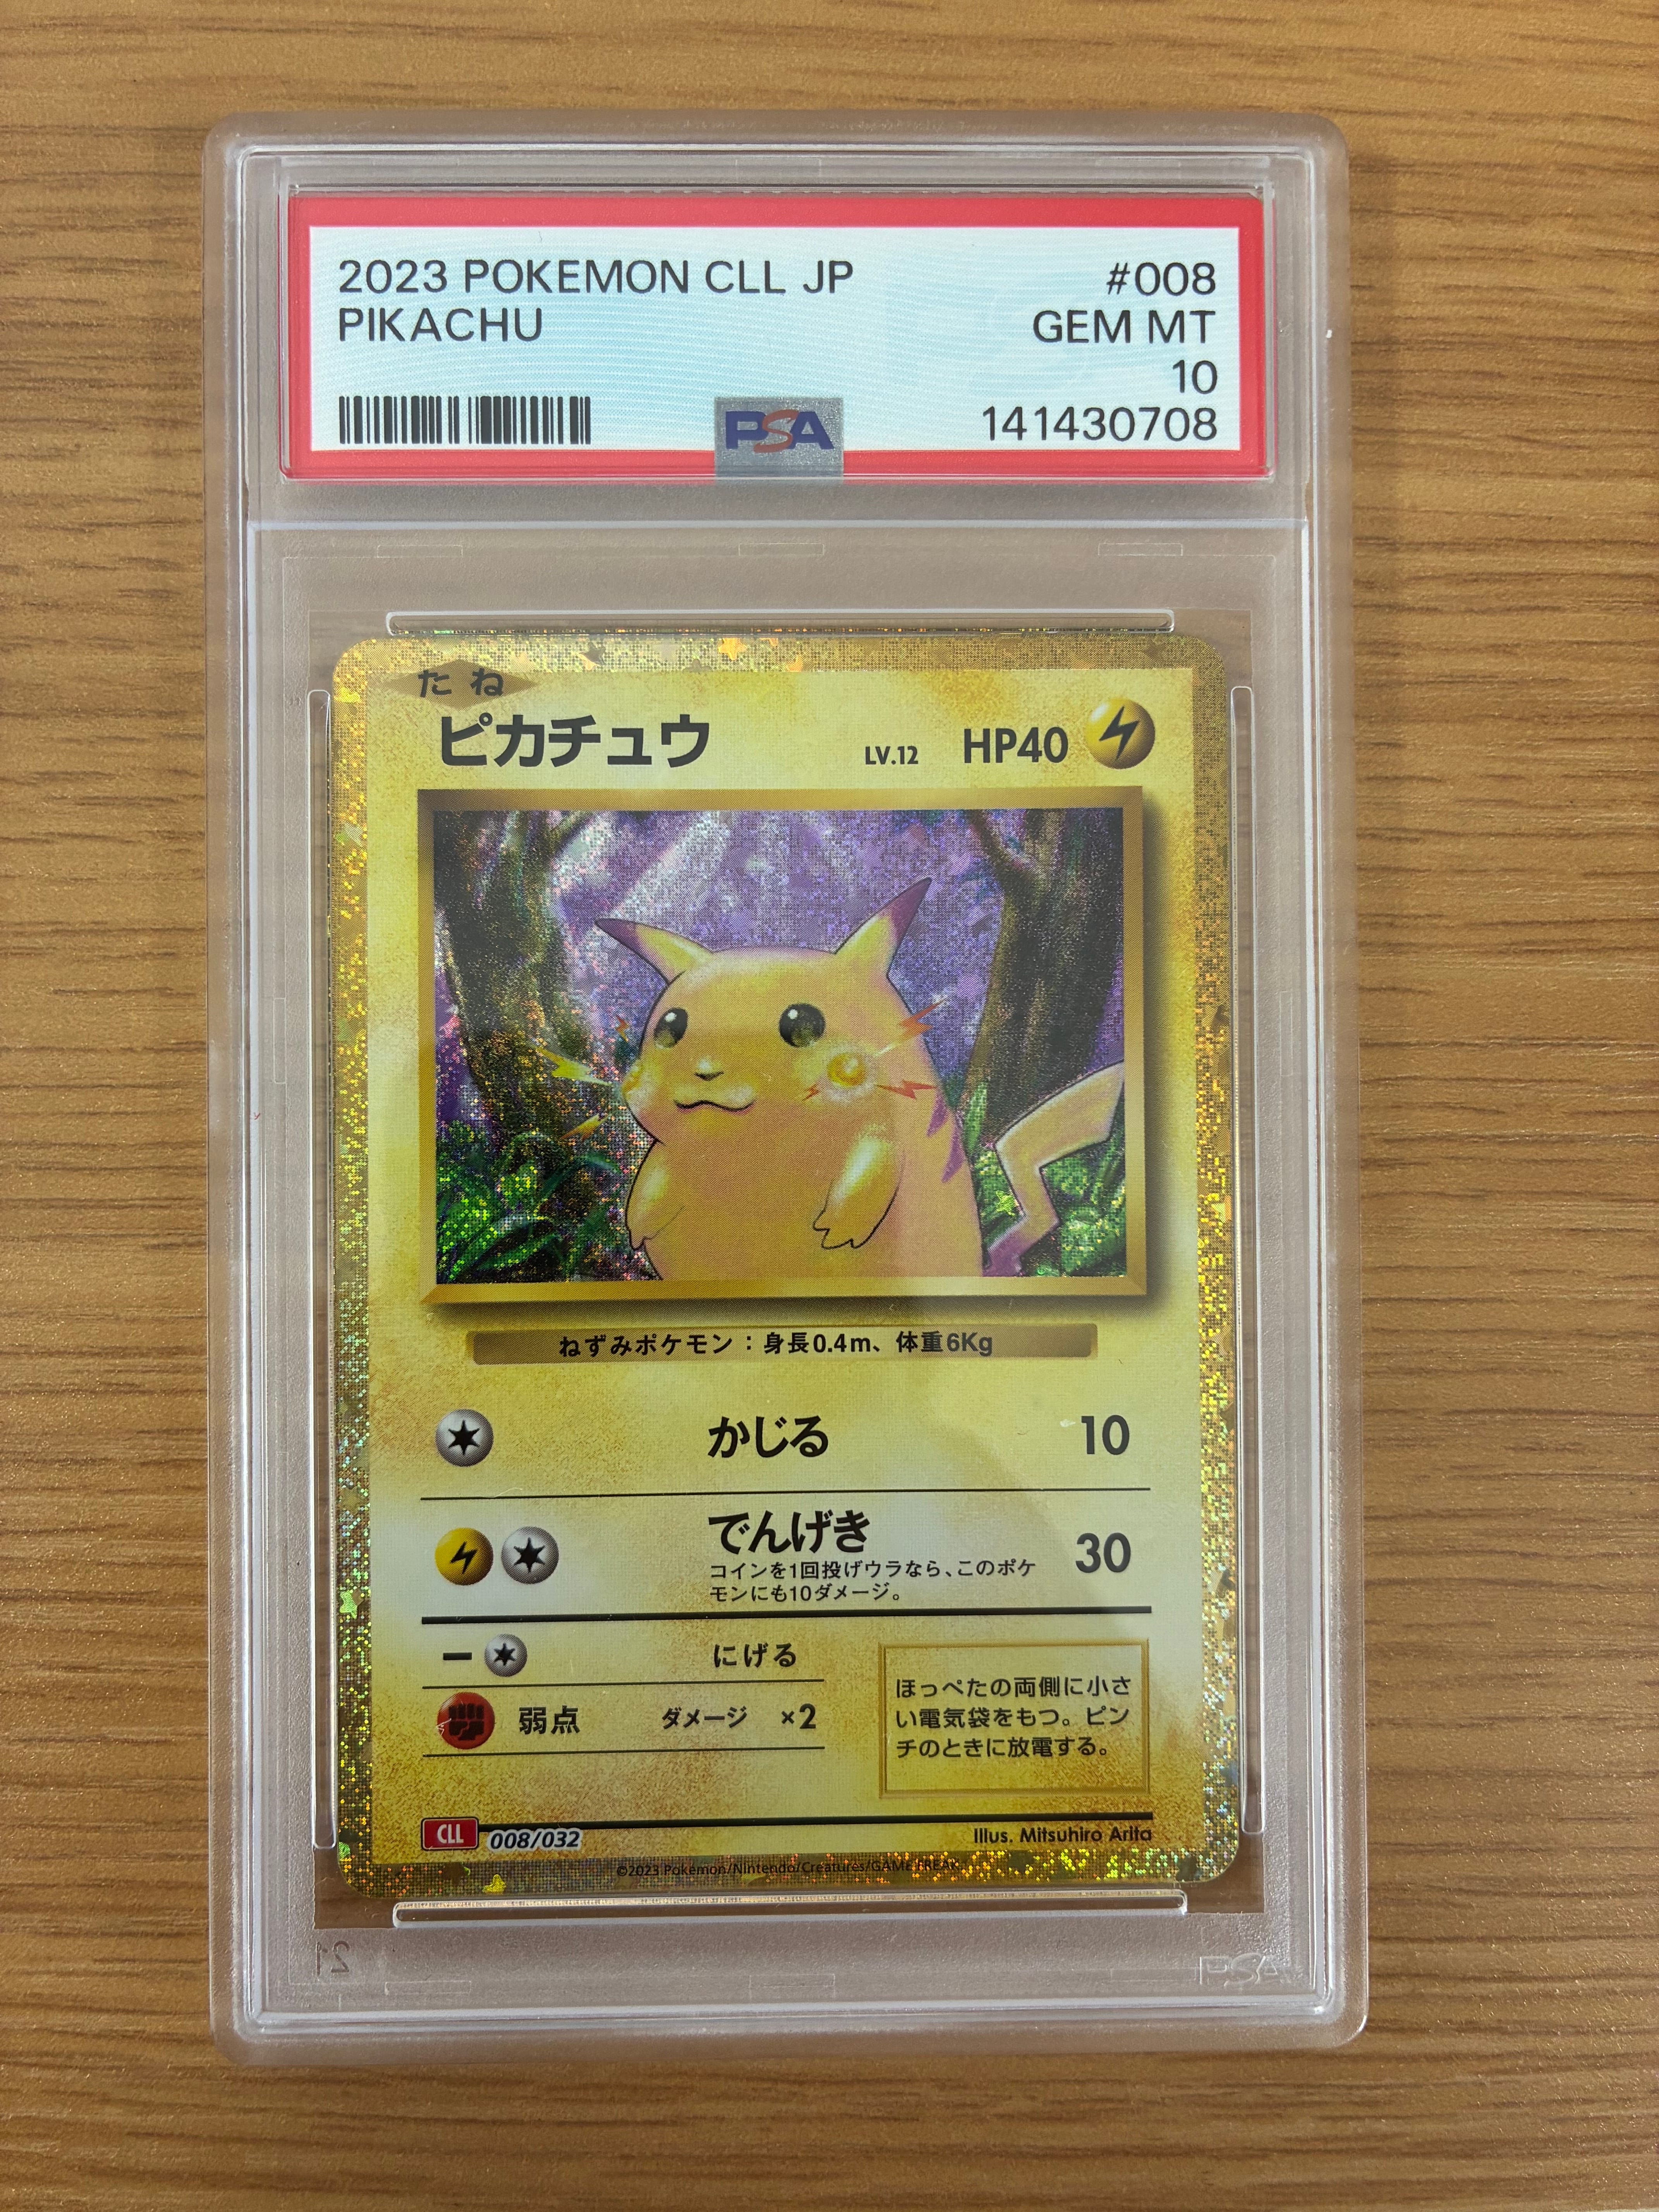 2023 POKEMON CLL JP #008
PIKACHU GEM MT
10
PSA 141430708
たね
ピカチュウ LV.12 HP40
ねずみポケモン：身長0.4m、体重6Kg
かじる 10
でんげき 30
コインを1回投げウラなら、このポケ
モンにも10ダメージ。
にげる
弱点 ダメージ ×2
ほっぺたの両側に小さ
い電気袋をもつ。ピン
チのときに放電する。
CLL 008/032 Illus. Mitsuhiro Arita
©2023 Pokémon/Nintendo/Creatures/GAME FREAK.
21 PSA